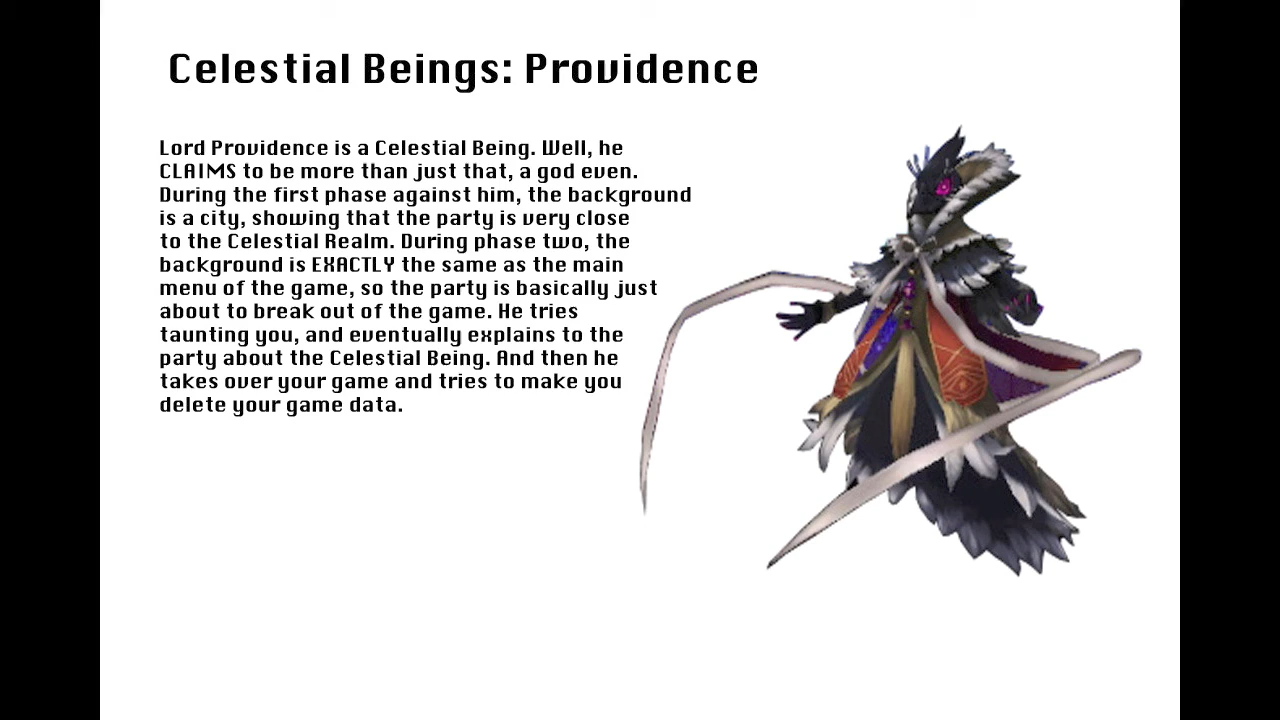 Celestial Beings: Providence
Lord Providence is a Celestial Being. Well, he
CLAIMS to be more than just that, a god even.
During the first phase against him, the background
is a city, showing that the party is very close
to the Celestial Realm. During phase two, the
background is EXACTLY the same as the main
menu of the game, so the party is basically just
about to break out of the game. He tries
taunting you, and eventually explains to the
party about the Celestial Being. And then he
takes over your game and tries to make you
delete your game data.